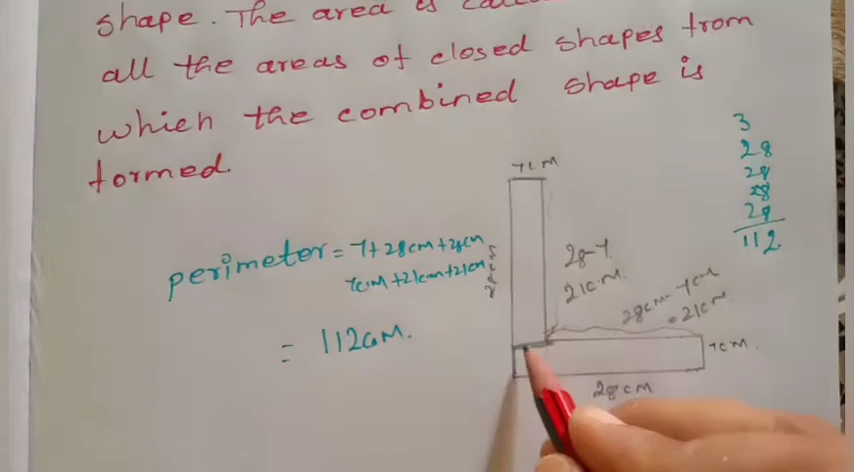 shape. The area is
all the areas of closed shapes from
which the combined shape is
formed.
perimeter = 7+28cm+28cm
7cm+21cm+21cm
= 112cm.
7cm
28cm
28-7
21cm.
28cm-7cm
=21cm
7cm.
28cm
3
28
28
28
28
112